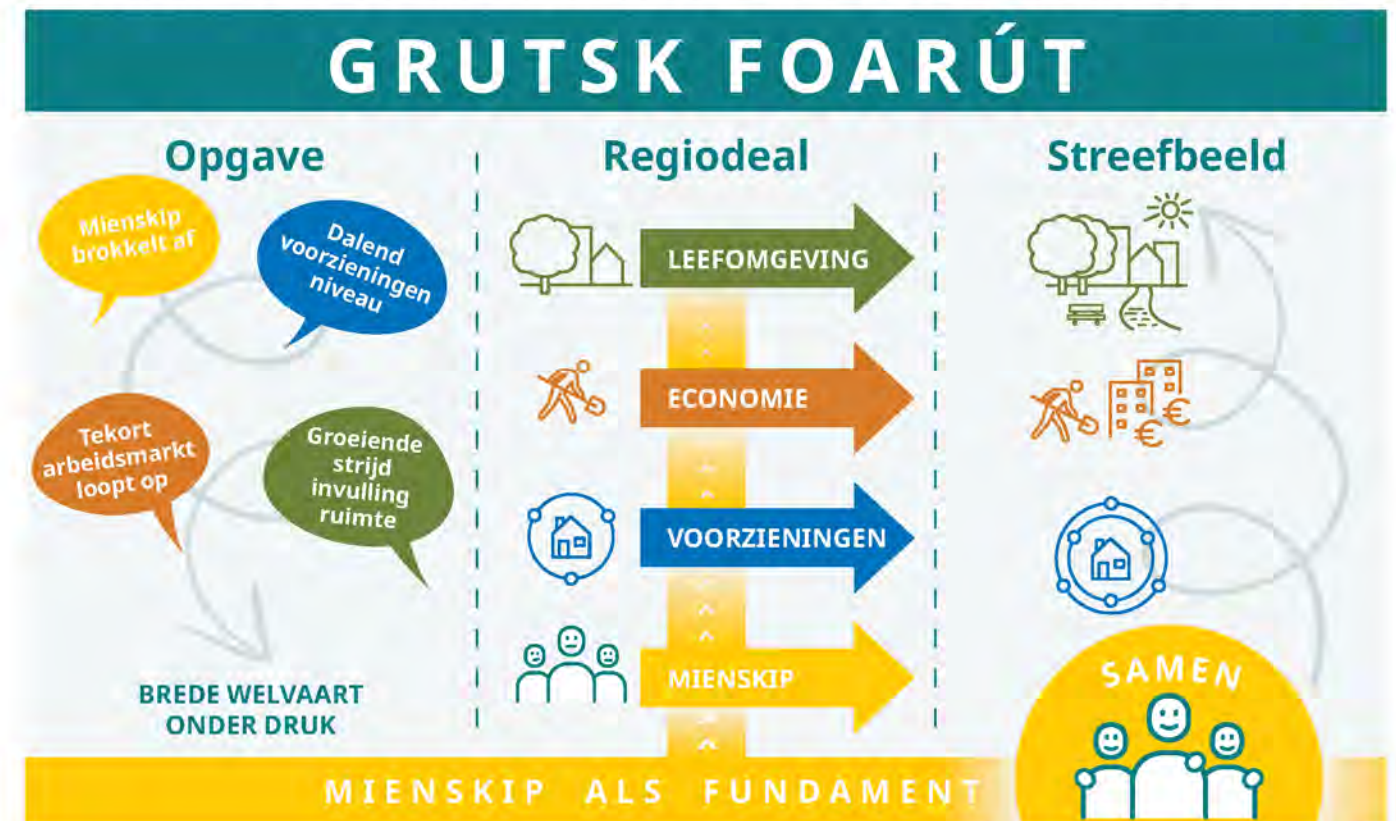 GRUTSK FOARÚT
Opgave
Mienskip
brokkelt af
Dalend
voorzieningen
niveau
Tekort
arbeidsmarkt
loopt op
Groeiende
strijd
invulling
ruimte
BREDE WELVAART
ONDER DRUK
Regiodeal
LEEFOMGEVING
ECONOMIE
VOORZIENINGEN
MIENSKIP
Streefbeeld
€
€
SAMEN
MIENSKIP ALS FUNDAMENT